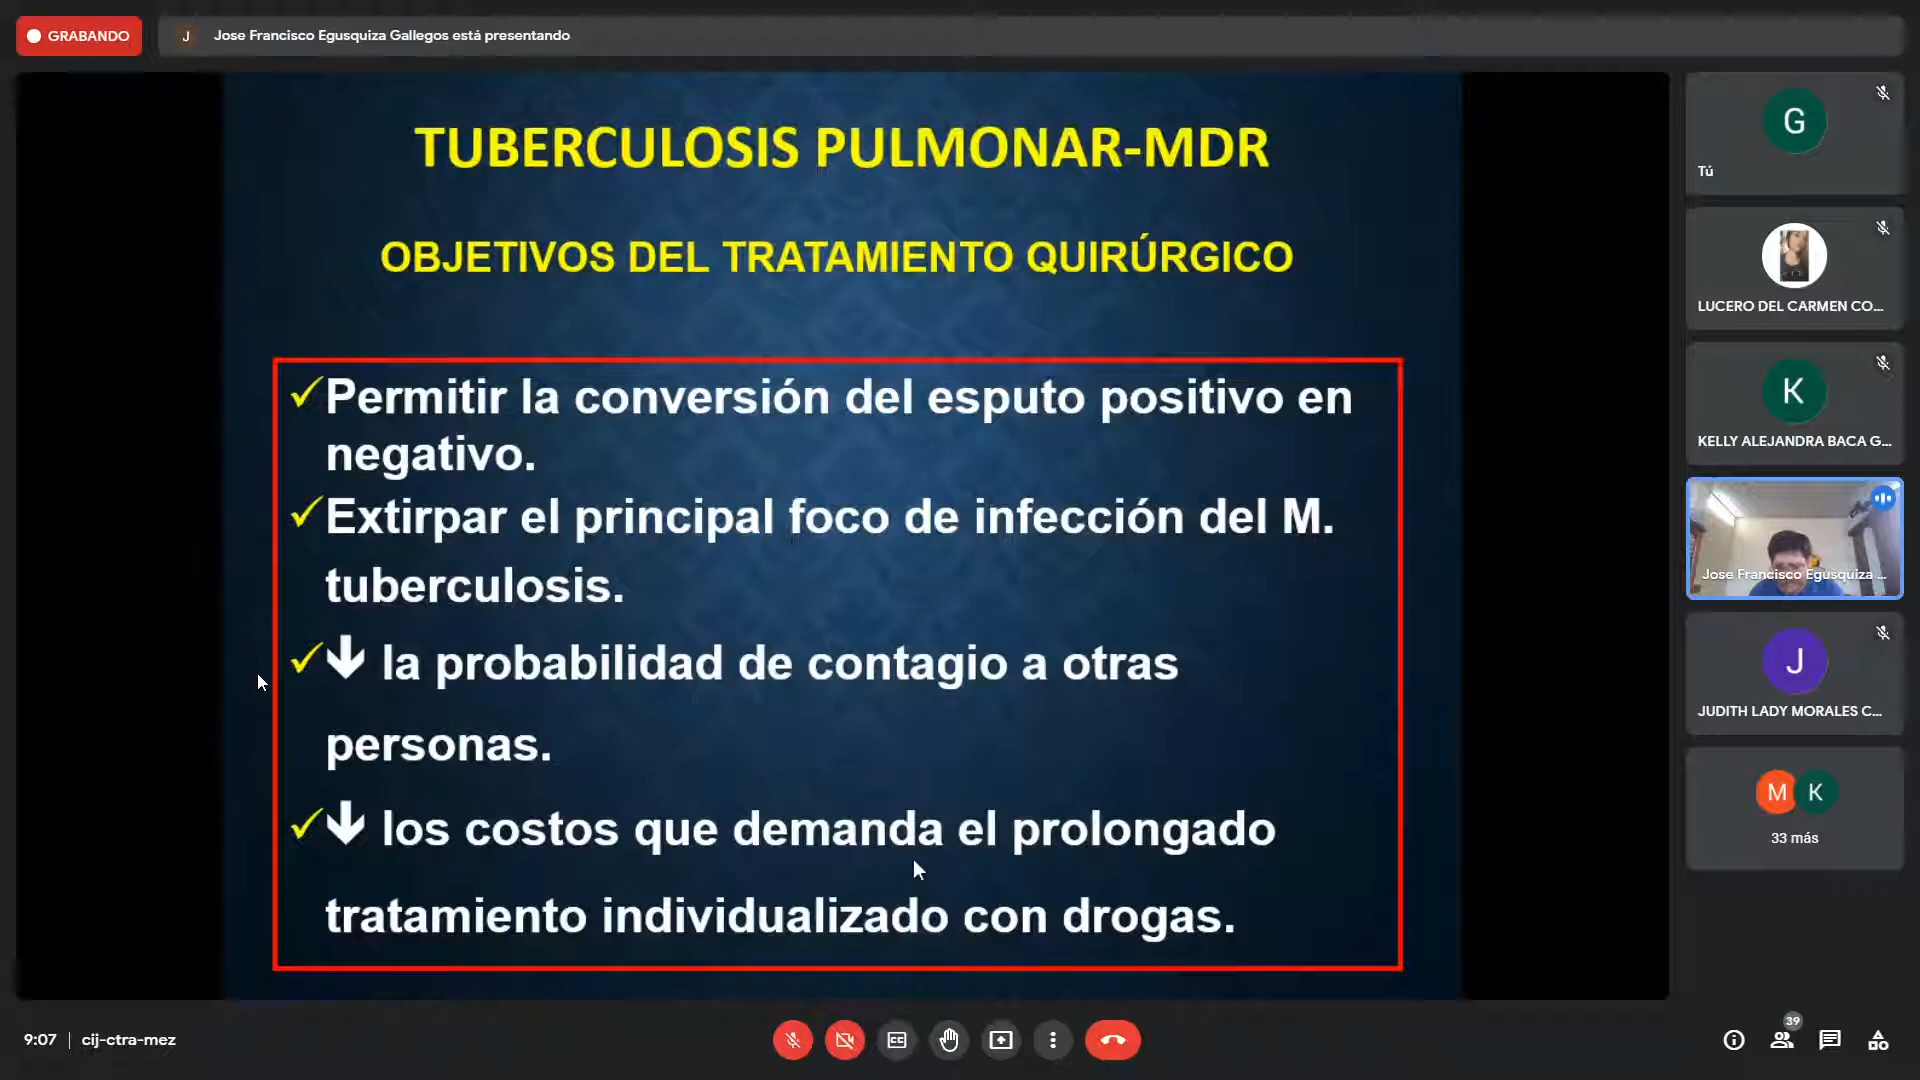 GRABANDO
J
Jose Francisco Egusquiza Gallegos está presentando
TUBERCULOSIS PULMONAR-MDR
OBJETIVOS DEL TRATAMIENTO QUIRÚRGICO
✓Permitir la conversión del esputo positivo en
negativo.
✓Extirpar el principal foco de infección del M.
tuberculosis.
✓↓ la probabilidad de contagio a otras
personas.
✓↓ los costos que demanda el prolongado
tratamiento individualizado con drogas.
G
Tú
LUCERO DEL CARMEN CO...
K
KELLY ALEJANDRA BACA G...
Jose Francisco Egusquiza ...
J
JUDITH LADY MORALES C...
M K
33 más
9:07 | cij-ctra-mez
CC
39